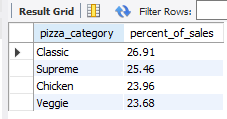 Result Grid Filter Rows:
pizza_category percent_of_sales
Classic 26.91
Supreme 25.46
Chicken 23.96
Veggie 23.68